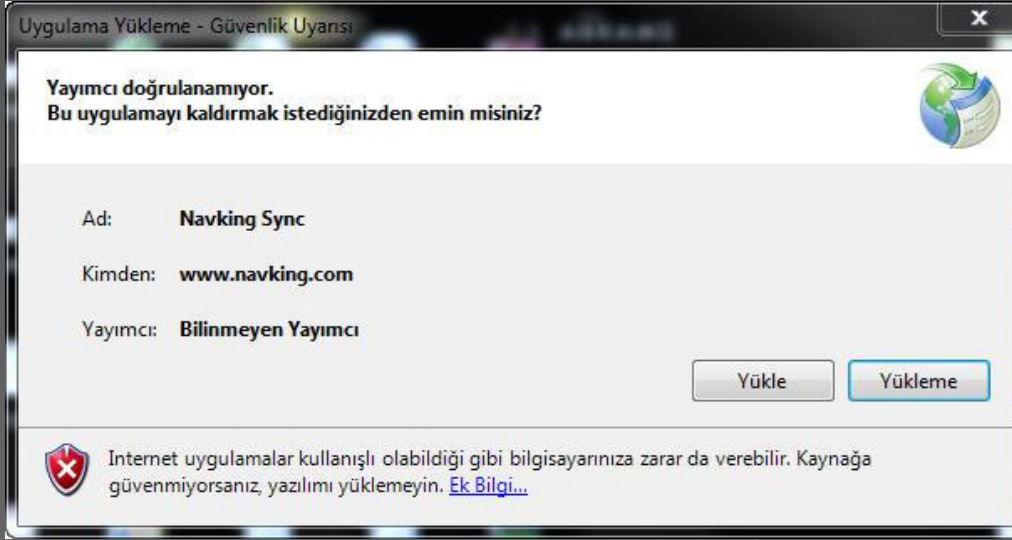 Uygulama Yükleme - Güvenlik Uyarısı
Yayımcı doğrulanamıyor.
Bu uygulamayı kaldırmak istediğinizden emin misiniz?
Ad: Navking Sync
Kimden: www.navking.com
Yayımcı: Bilinmeyen Yayımcı
Yükle Yükleme
Internet uygulamalar kullanışlı olabildiği gibi bilgisayarınıza zarar da verebilir. Kaynağa
güvenmiyorsanız, yazılımı yüklemeyin. Ek Bilgi...